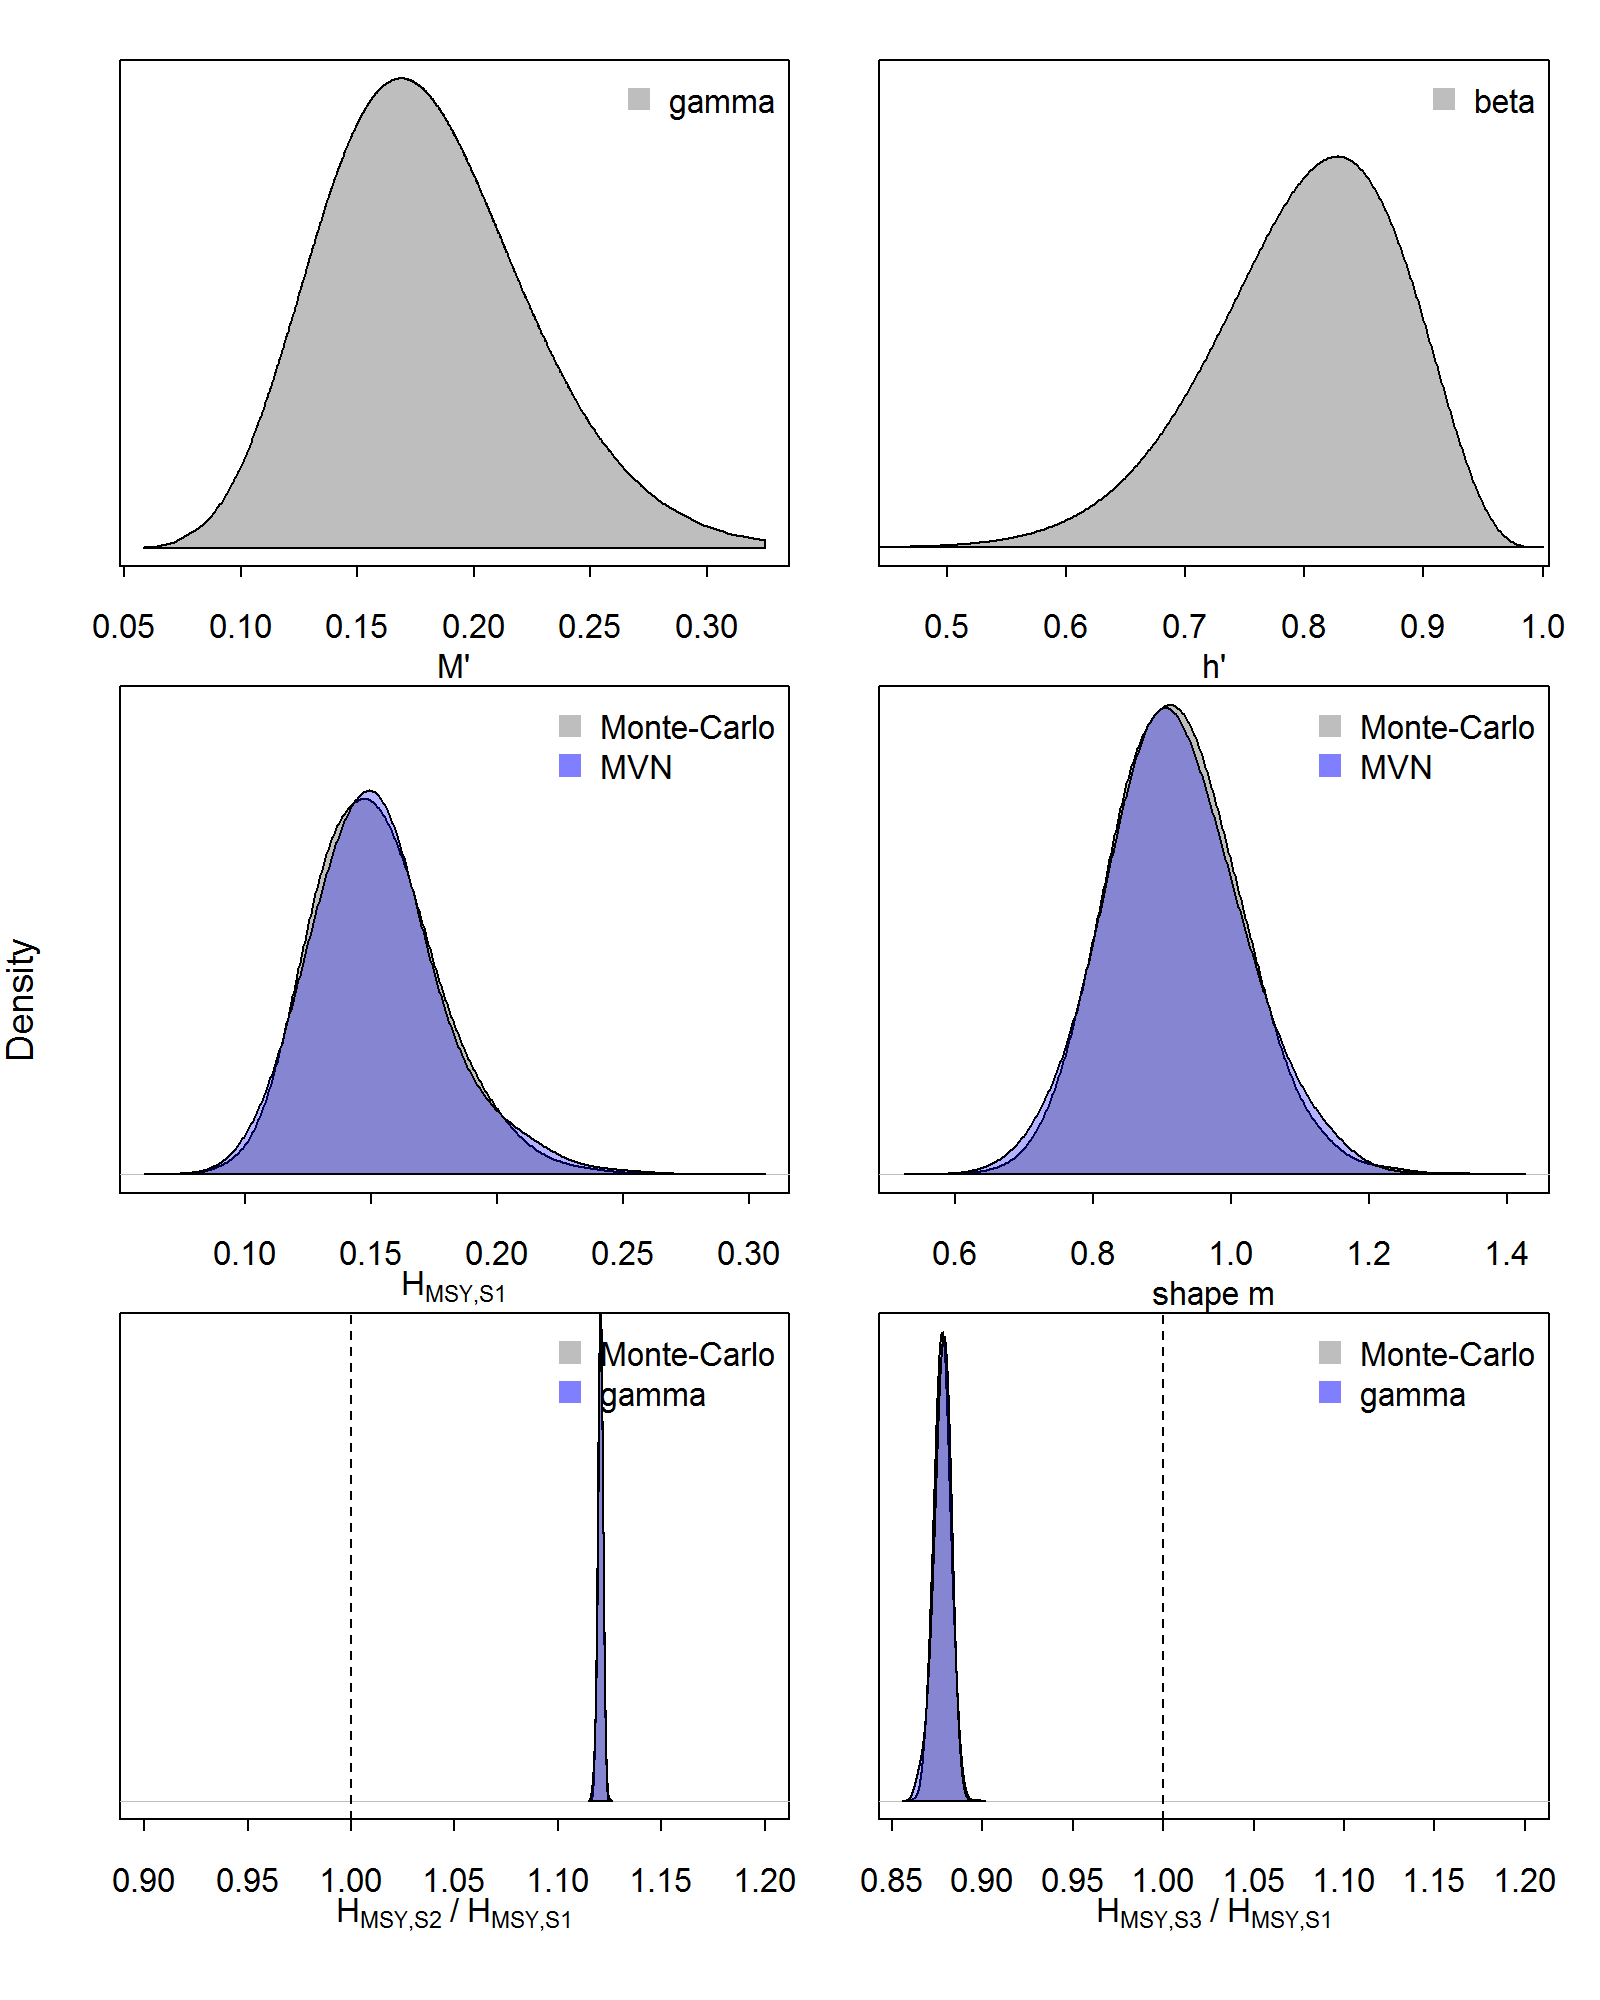 gamma
0.05 0.10 0.15 0.20 0.25 0.30
M'
beta
0.5 0.6 0.7 0.8 0.9 1.0
h'
Density
Monte-Carlo
MVN
0.10 0.15 0.20 0.25 0.30
H_MSY,S1
Monte-Carlo
MVN
0.6 0.8 1.0 1.2 1.4
shape m
Monte-Carlo
gamma
0.90 0.95 1.00 1.05 1.10 1.15 1.20
H_MSY,S2 / H_MSY,S1
Monte-Carlo
gamma
0.85 0.90 0.95 1.00 1.05 1.10 1.15 1.20
H_MSY,S3 / H_MSY,S1